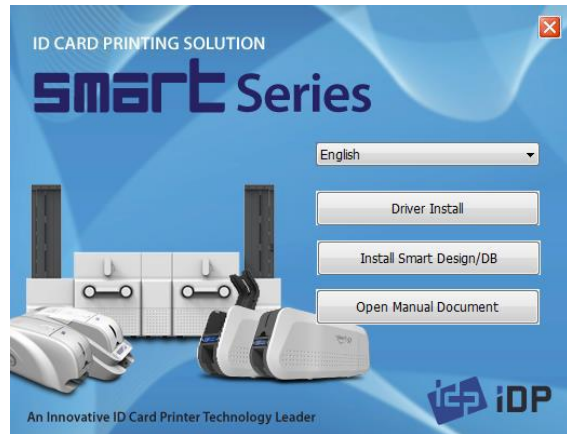 ID CARD PRINTING SOLUTION
smart Series
English
Driver Install
Install Smart Design/DB
Open Manual Document
iDP
An Innovative ID Card Printer Technology Leader